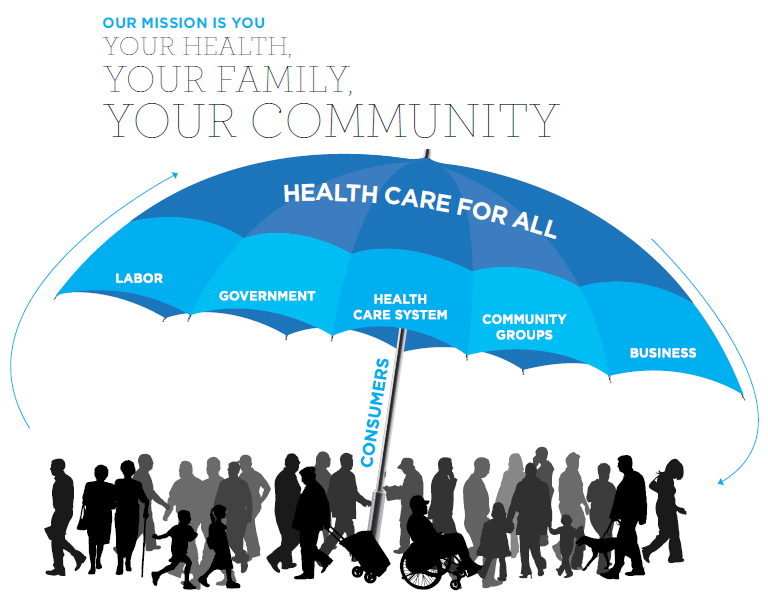 OUR MISSION IS YOU
YOUR HEALTH,
YOUR FAMILY,
YOUR COMMUNITY
HEALTH CARE FOR ALL
LABOR
GOVERNMENT
HEALTH
CARE SYSTEM
COMMUNITY
GROUPS
BUSINESS
CONSUMERS